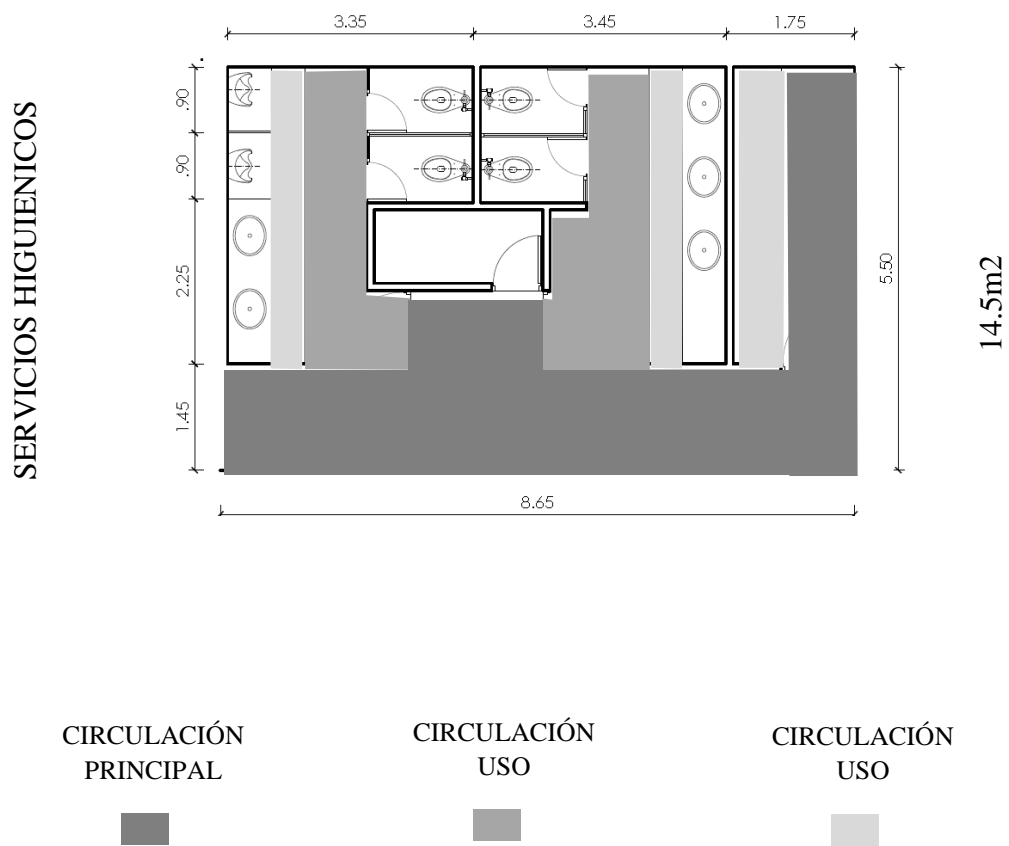 3.35
3.45
1.75
SERVICIOS HIGUIENICOS
.90
.90
2.25
1.45
5.50
14.5m2
8.65
CIRCULACIÓN
PRINCIPAL
CIRCULACIÓN
USO
CIRCULACIÓN
USO